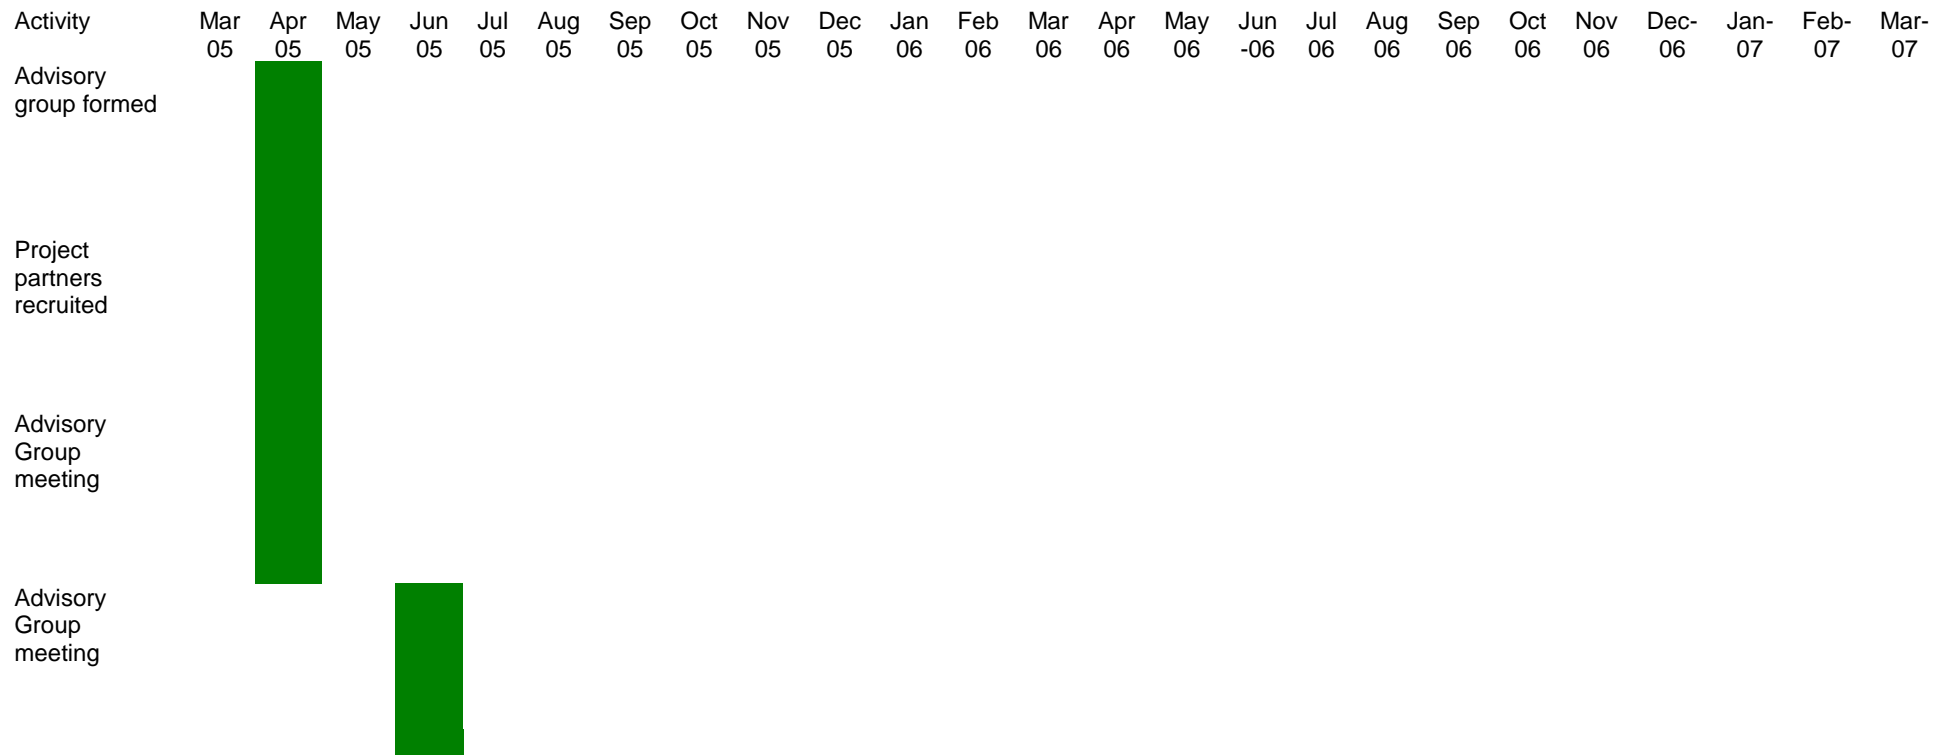 Activity Mar Apr May Jun Jul Aug Sep Oct Nov Dec Jan Feb Mar Apr May Jun Jul Aug Sep Oct Nov Dec- Jan- Feb- Mar-
05 05 05 05 05 05 05 05 05 05 06 06 06 06 06 -06 06 06 06 06 06 06 07 07 07
Advisory
group formed
Project
partners
recruited
Advisory
Group
meeting
Advisory
Group
meeting